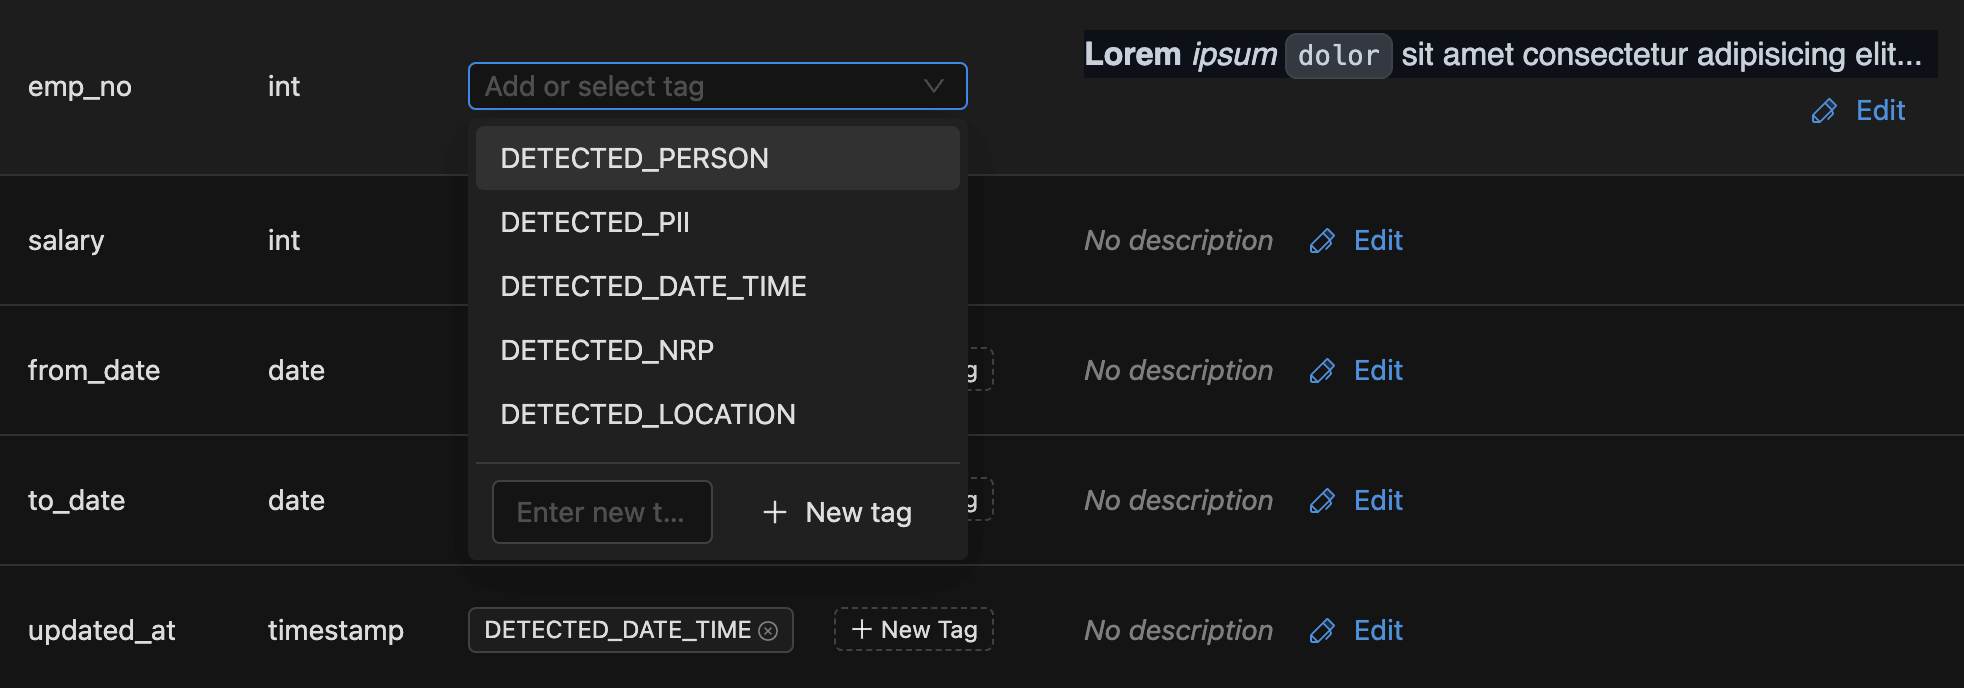 emp_no int Add or select tag Lorem ipsum dolor sit amet consectetur adipisicing elit...
Edit
DETECTED_PERSON
DETECTED_PII
salary int No description Edit
DETECTED_DATE_TIME
DETECTED_NRP
from_date date g No description Edit
DETECTED_LOCATION
to_date date g No description Edit
Enter new t... + New tag
updated_at timestamp DETECTED_DATE_TIME + New Tag No description Edit